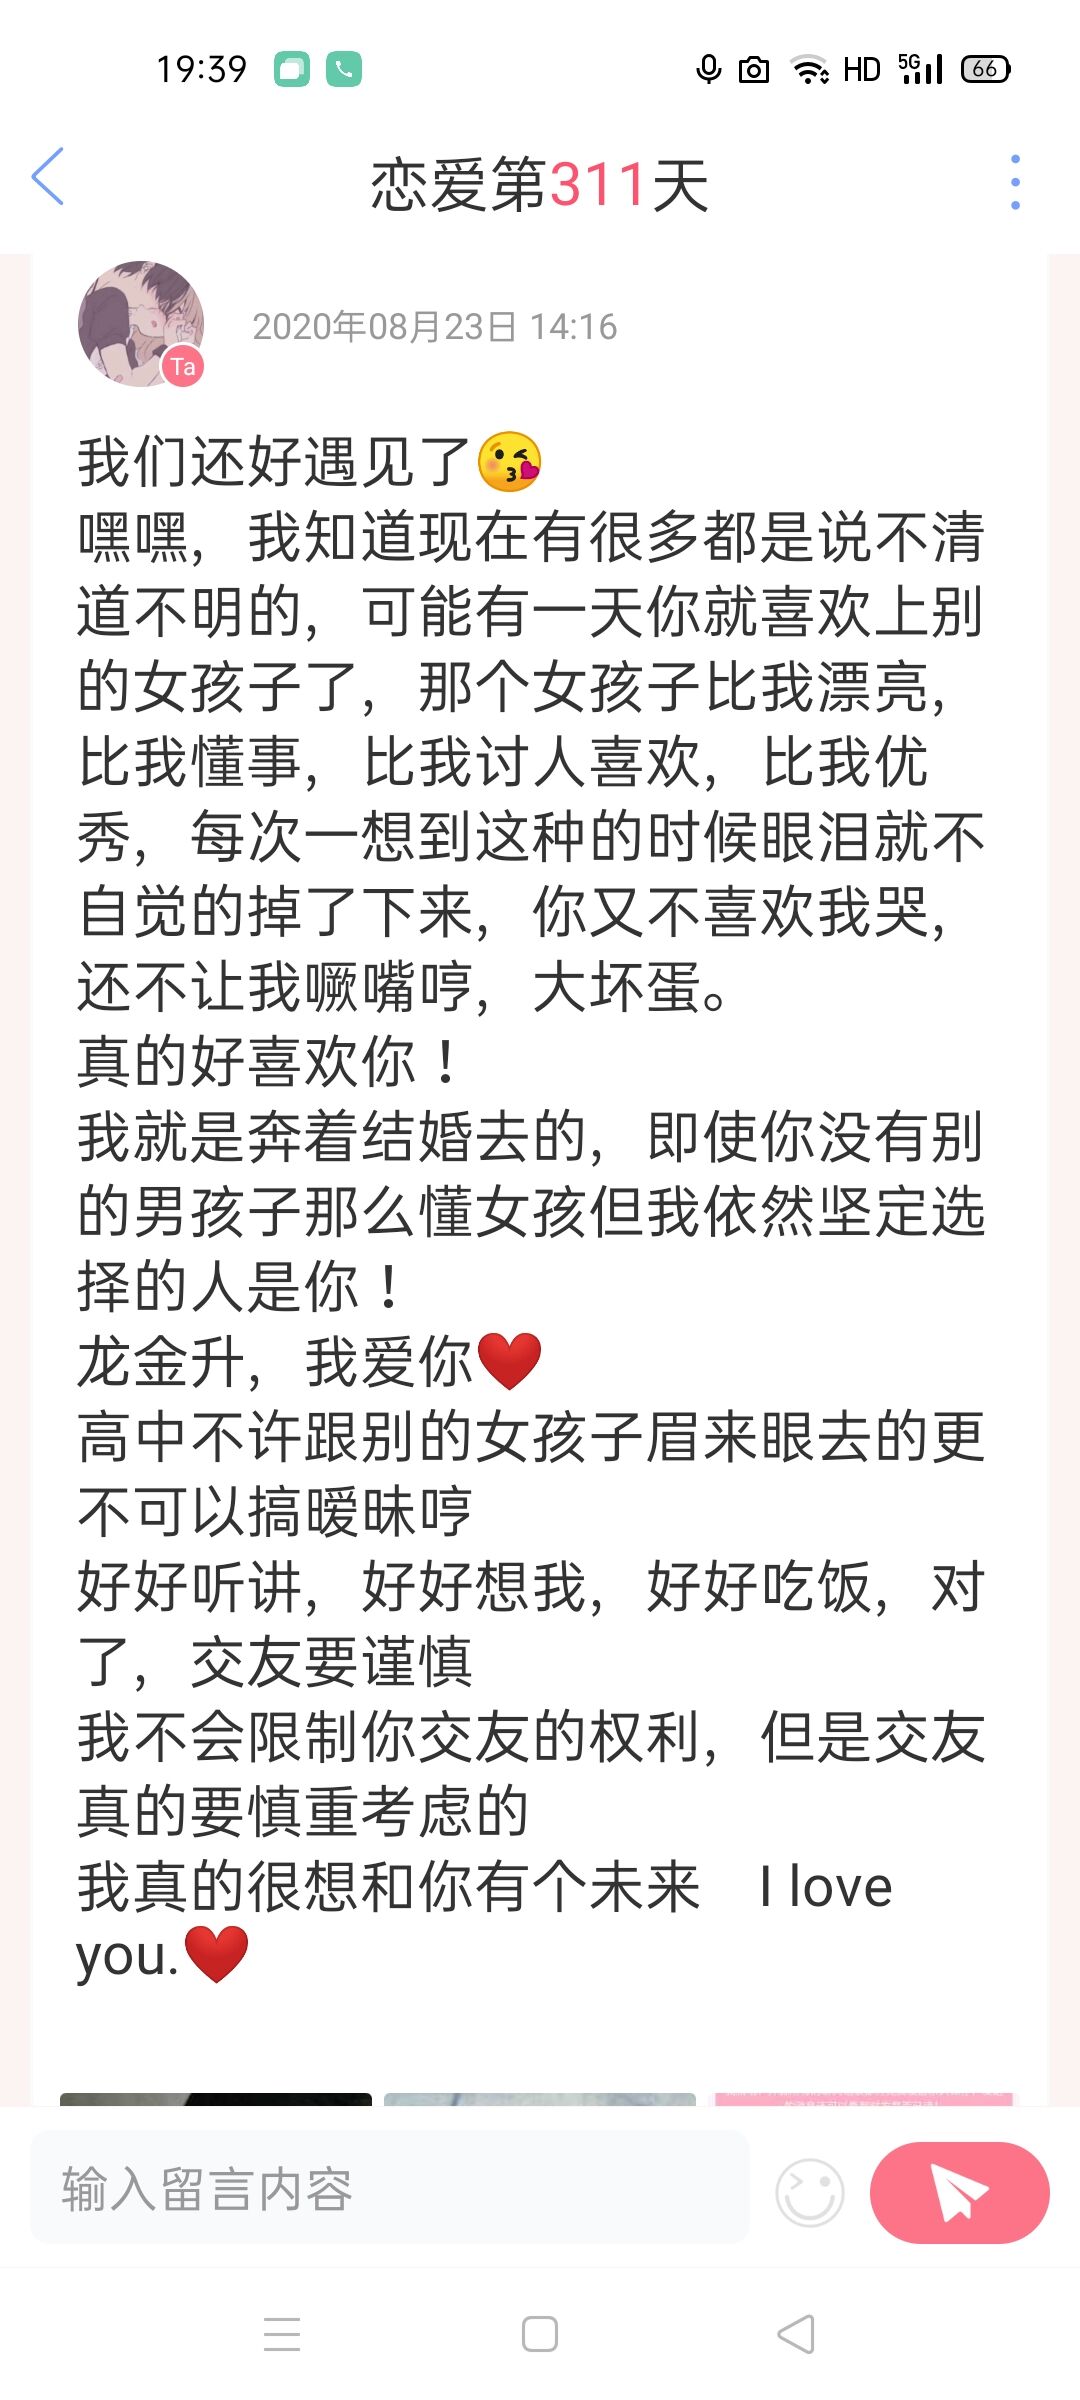 19:39
HD 5G 66
恋爱第311天
Ta
2020年08月23日 14:16
我们还好遇见了😘
嘿嘿，我知道现在有很多都是说不清
道不明的，可能有一天你就喜欢上别
的女孩子了，那个女孩子比我漂亮，
比我懂事，比我讨人喜欢，比我优
秀，每次一想到这种的时候眼泪就不
自觉的掉了下来，你又不喜欢我哭，
还不让我噘嘴哼，大坏蛋。
真的好喜欢你！
我就是奔着结婚去的，即使你没有别
的男孩子那么懂女孩但我依然坚定选
择的人是你！
龙金升，我爱你❤️
高中不许跟别的女孩子眉来眼去的更
不可以搞暧昧哼
好好听讲，好好想我，好好吃饭，对
了，交友要谨慎
我不会限制你交友的权利，但是交友
真的要慎重考虑的
我真的很想和你有个未来　I love
you.❤️
输入留言内容